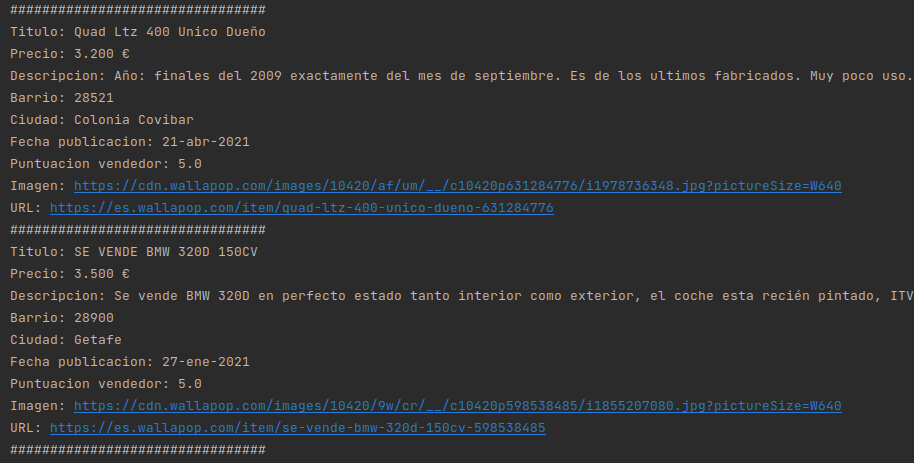 ################################
Titulo: Quad Ltz 400 Unico Dueño
Precio: 3.200 €
Descripcion: Año: finales del 2009 exactamente del mes de septiembre. Es de los ultimos fabricados. Muy poco uso.
Barrio: 28521
Ciudad: Colonia Covibar
Fecha publicacion: 21-abr-2021
Puntuacion vendedor: 5.0
Imagen: https://cdn.wallapop.com/images/10420/af/um/__/c10420p631284776/i1978736348.jpg?pictureSize=W640
URL: https://es.wallapop.com/item/quad-ltz-400-unico-dueno-631284776
################################
Titulo: SE VENDE BMW 320D 150CV
Precio: 3.500 €
Descripcion: Se vende BMW 320D en perfecto estado tanto interior como exterior, el coche esta recién pintado, ITV
Barrio: 28900
Ciudad: Getafe
Fecha publicacion: 27-ene-2021
Puntuacion vendedor: 5.0
Imagen: https://cdn.wallapop.com/images/10420/9w/cr/__/c10420p598538485/i1855207080.jpg?pictureSize=W640
URL: https://es.wallapop.com/item/se-vende-bmw-320d-150cv-598538485
################################